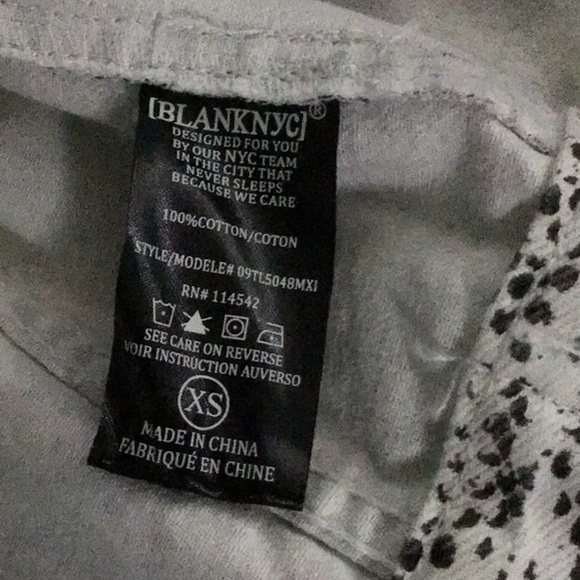 [BLANKNYC]®
DESIGNED FOR YOU
BY OUR NYC TEAM
IN THE CITY THAT
NEVER SLEEPS
BECAUSE WE CARE
100%COTTON/COTON
STYLE/MODELE# 09TL5048MXI
RN# 114542
SEE CARE ON REVERSE
VOIR INSTRUCTION AUVERSO
XS
MADE IN CHINA
FABRIQUÉ EN CHINE